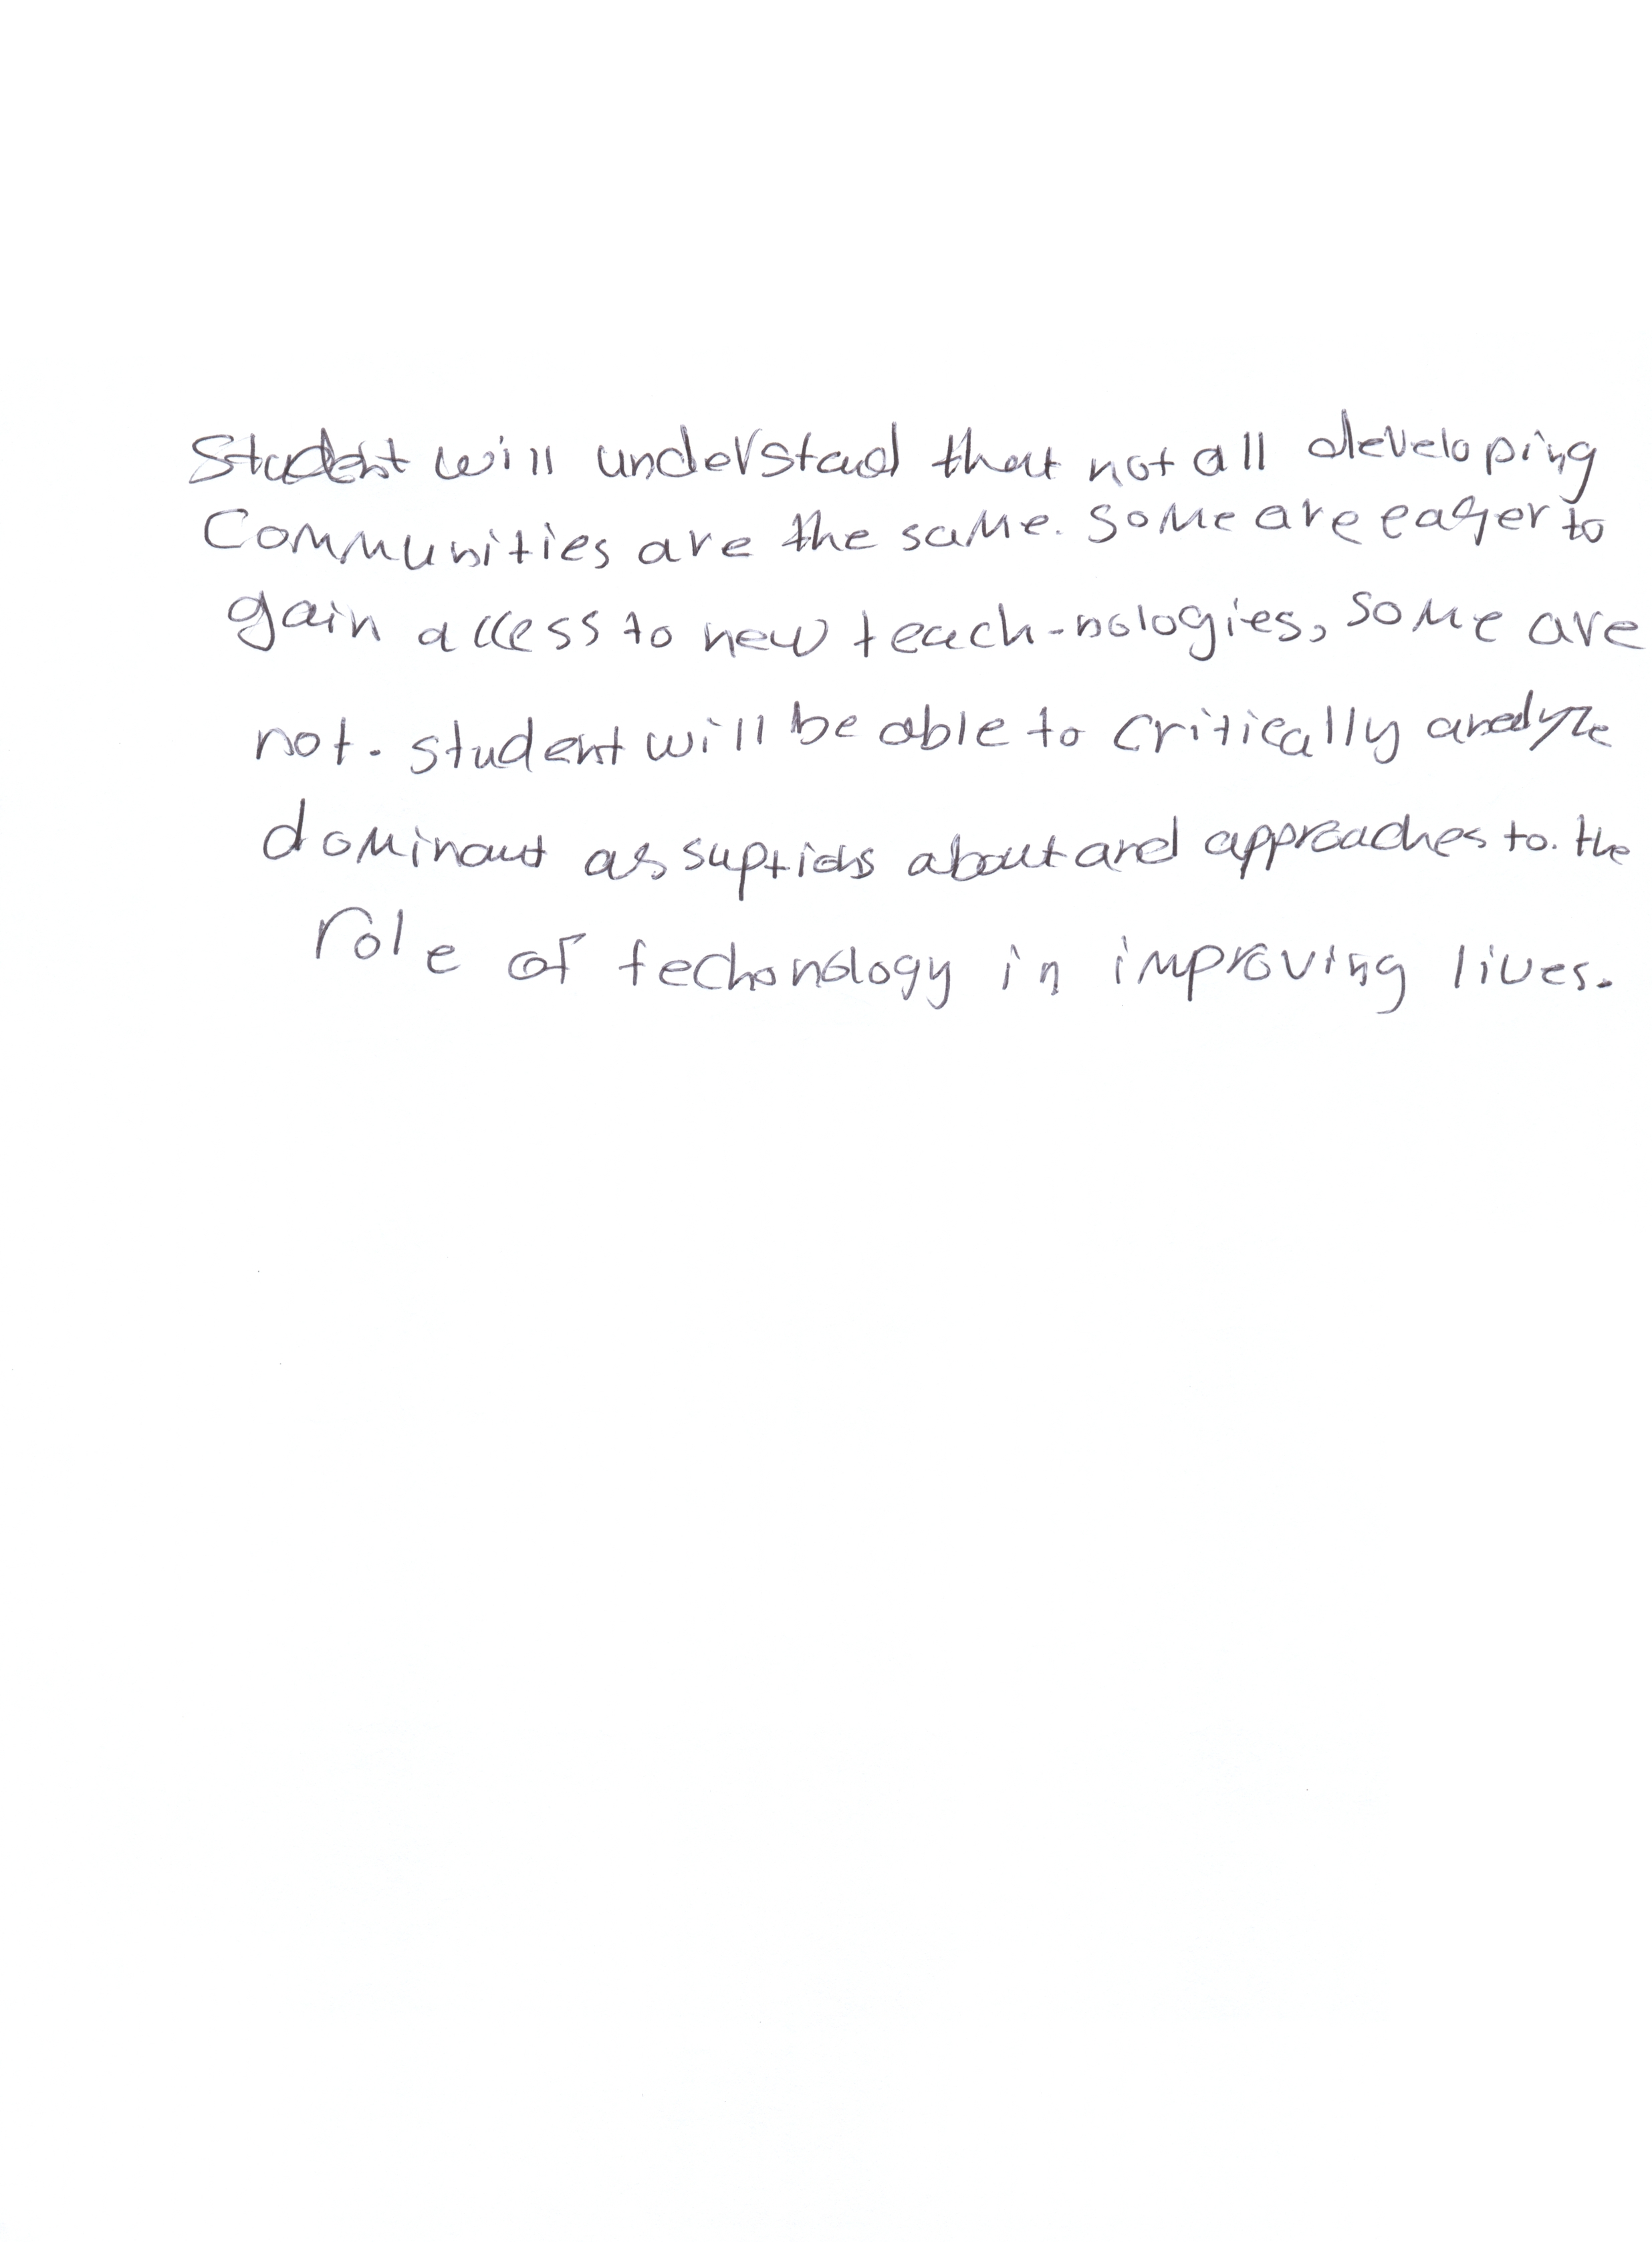 Student will understand that not all developing
Communities are the same. Some are eager to
gain access to new teach-nologies, some are
not. student will be able to critically analyze
dominant assuptions about and approaches to. the
role of techonology in improving lives.